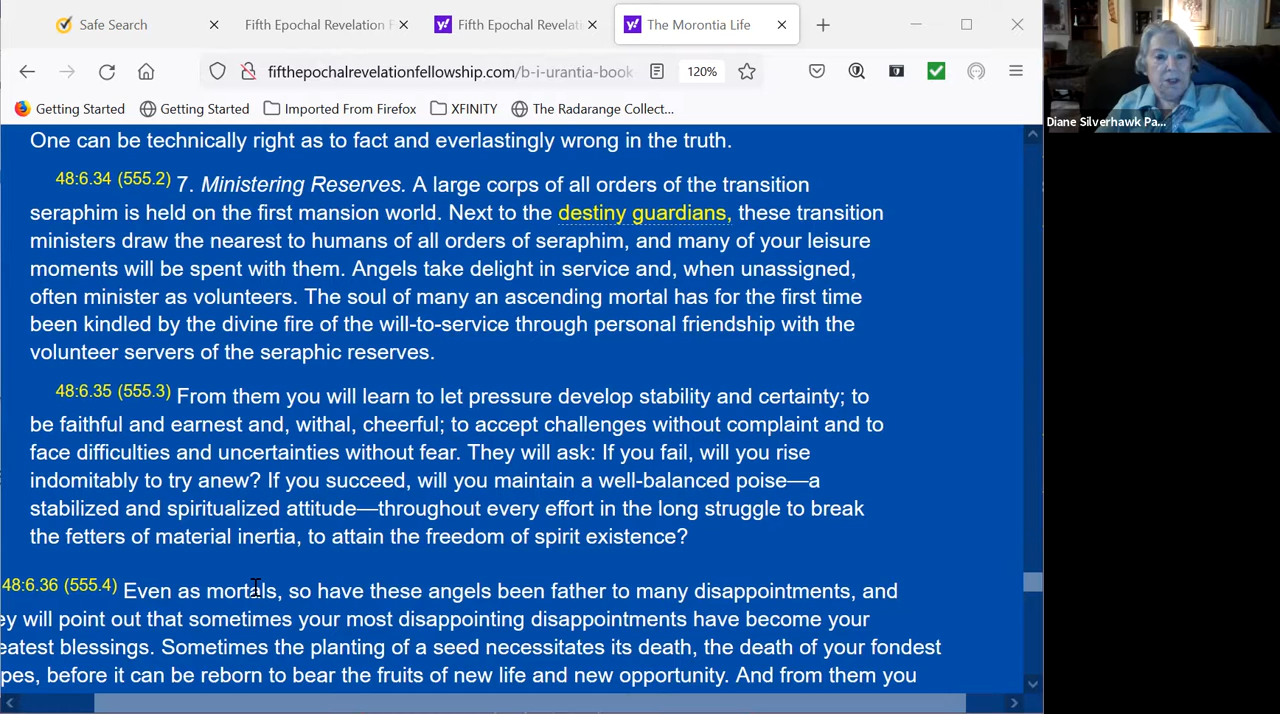 Safe Search
Fifth Epochal Revelation F
Fifth Epochal Revelati
The Morontia Life
fifthepochalrevelationfellowship.com/b-i-urantia-book
120%
Getting Started
Getting Started
Imported From Firefox
XFINITY
The Radarange Collect...
Diane Silverhawk Pa...
One can be technically right as to fact and everlastingly wrong in the truth.
48:6.34 (555.2) 7. Ministering Reserves. A large corps of all orders of the transition
seraphim is held on the first mansion world. Next to the destiny guardians, these transition
ministers draw the nearest to humans of all orders of seraphim, and many of your leisure
moments will be spent with them. Angels take delight in service and, when unassigned,
often minister as volunteers. The soul of many an ascending mortal has for the first time
been kindled by the divine fire of the will-to-service through personal friendship with the
volunteer servers of the seraphic reserves.
48:6.35 (555.3) From them you will learn to let pressure develop stability and certainty; to
be faithful and earnest and, withal, cheerful; to accept challenges without complaint and to
face difficulties and uncertainties without fear. They will ask: If you fail, will you rise
indomitably to try anew? If you succeed, will you maintain a well-balanced poise—a
stabilized and spiritualized attitude—throughout every effort in the long struggle to break
the fetters of material inertia, to attain the freedom of spirit existence?
48:6.36 (555.4) Even as mortals, so have these angels been father to many disappointments, and
ey will point out that sometimes your most disappointing disappointments have become your
eatest blessings. Sometimes the planting of a seed necessitates its death, the death of your fondest
pes, before it can be reborn to bear the fruits of new life and new opportunity. And from them you